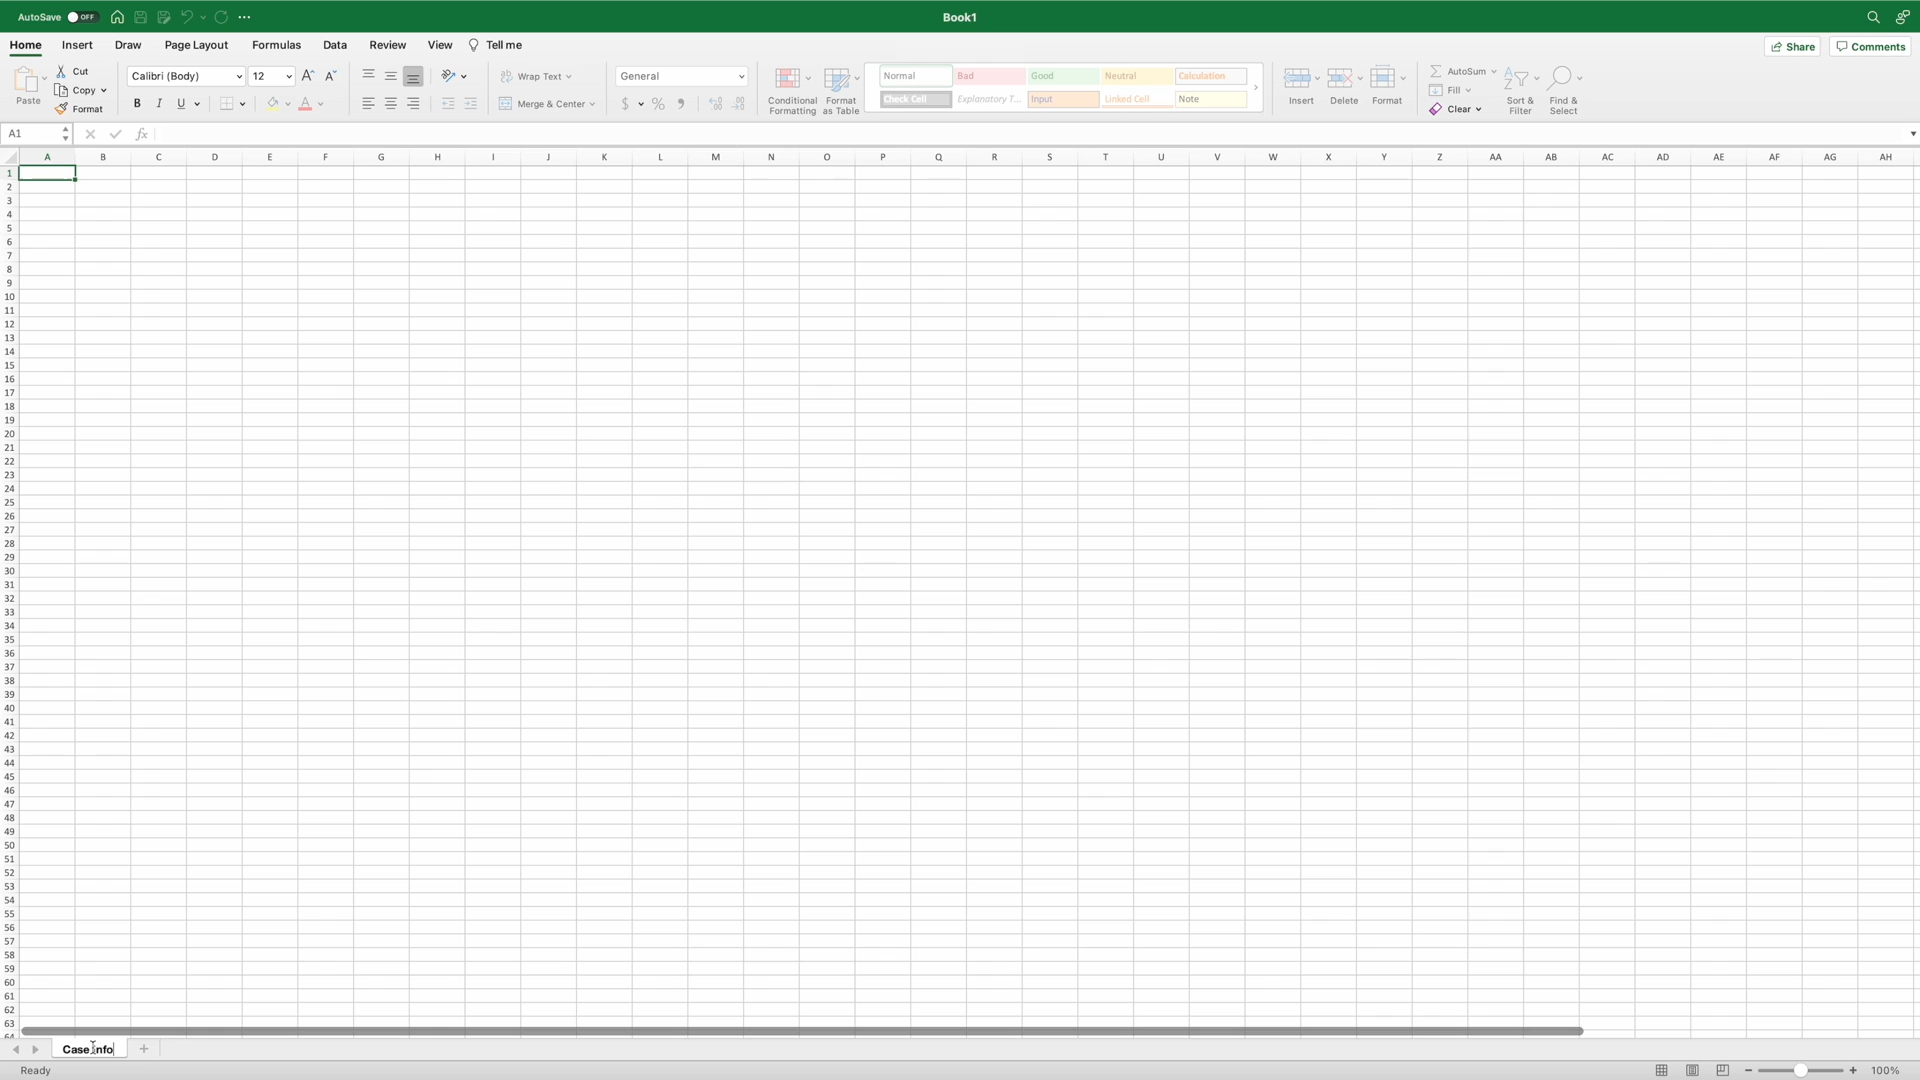 AutoSave OFF
Book1
Home Insert Draw Page Layout Formulas Data Review View Tell me
Share Comments
Paste Cut Copy Format
Calibri (Body) 12
B I U A
Wrap Text
Merge & Center
General
$ %
Conditional Formatting
Format as Table
Normal Bad Good Neutral Calculation
Check Cell Explanatory T... Input Linked Cell Note
Insert Delete Format
AutoSum
Fill
Clear
Sort & Filter
Find & Select
A1 fx
A B C D E F G H I J K L M N O P Q R S T U V W X Y Z AA AB AC AD AE AF AG AH
1
2
3
4
5
6
7
8
9
10
11
12
13
14
15
16
17
18
19
20
21
22
23
24
25
26
27
28
29
30
31
32
33
34
35
36
37
38
39
40
41
42
43
44
45
46
47
48
49
50
51
52
53
54
55
56
57
58
59
60
61
62
63
64
Case Info
Ready
100%